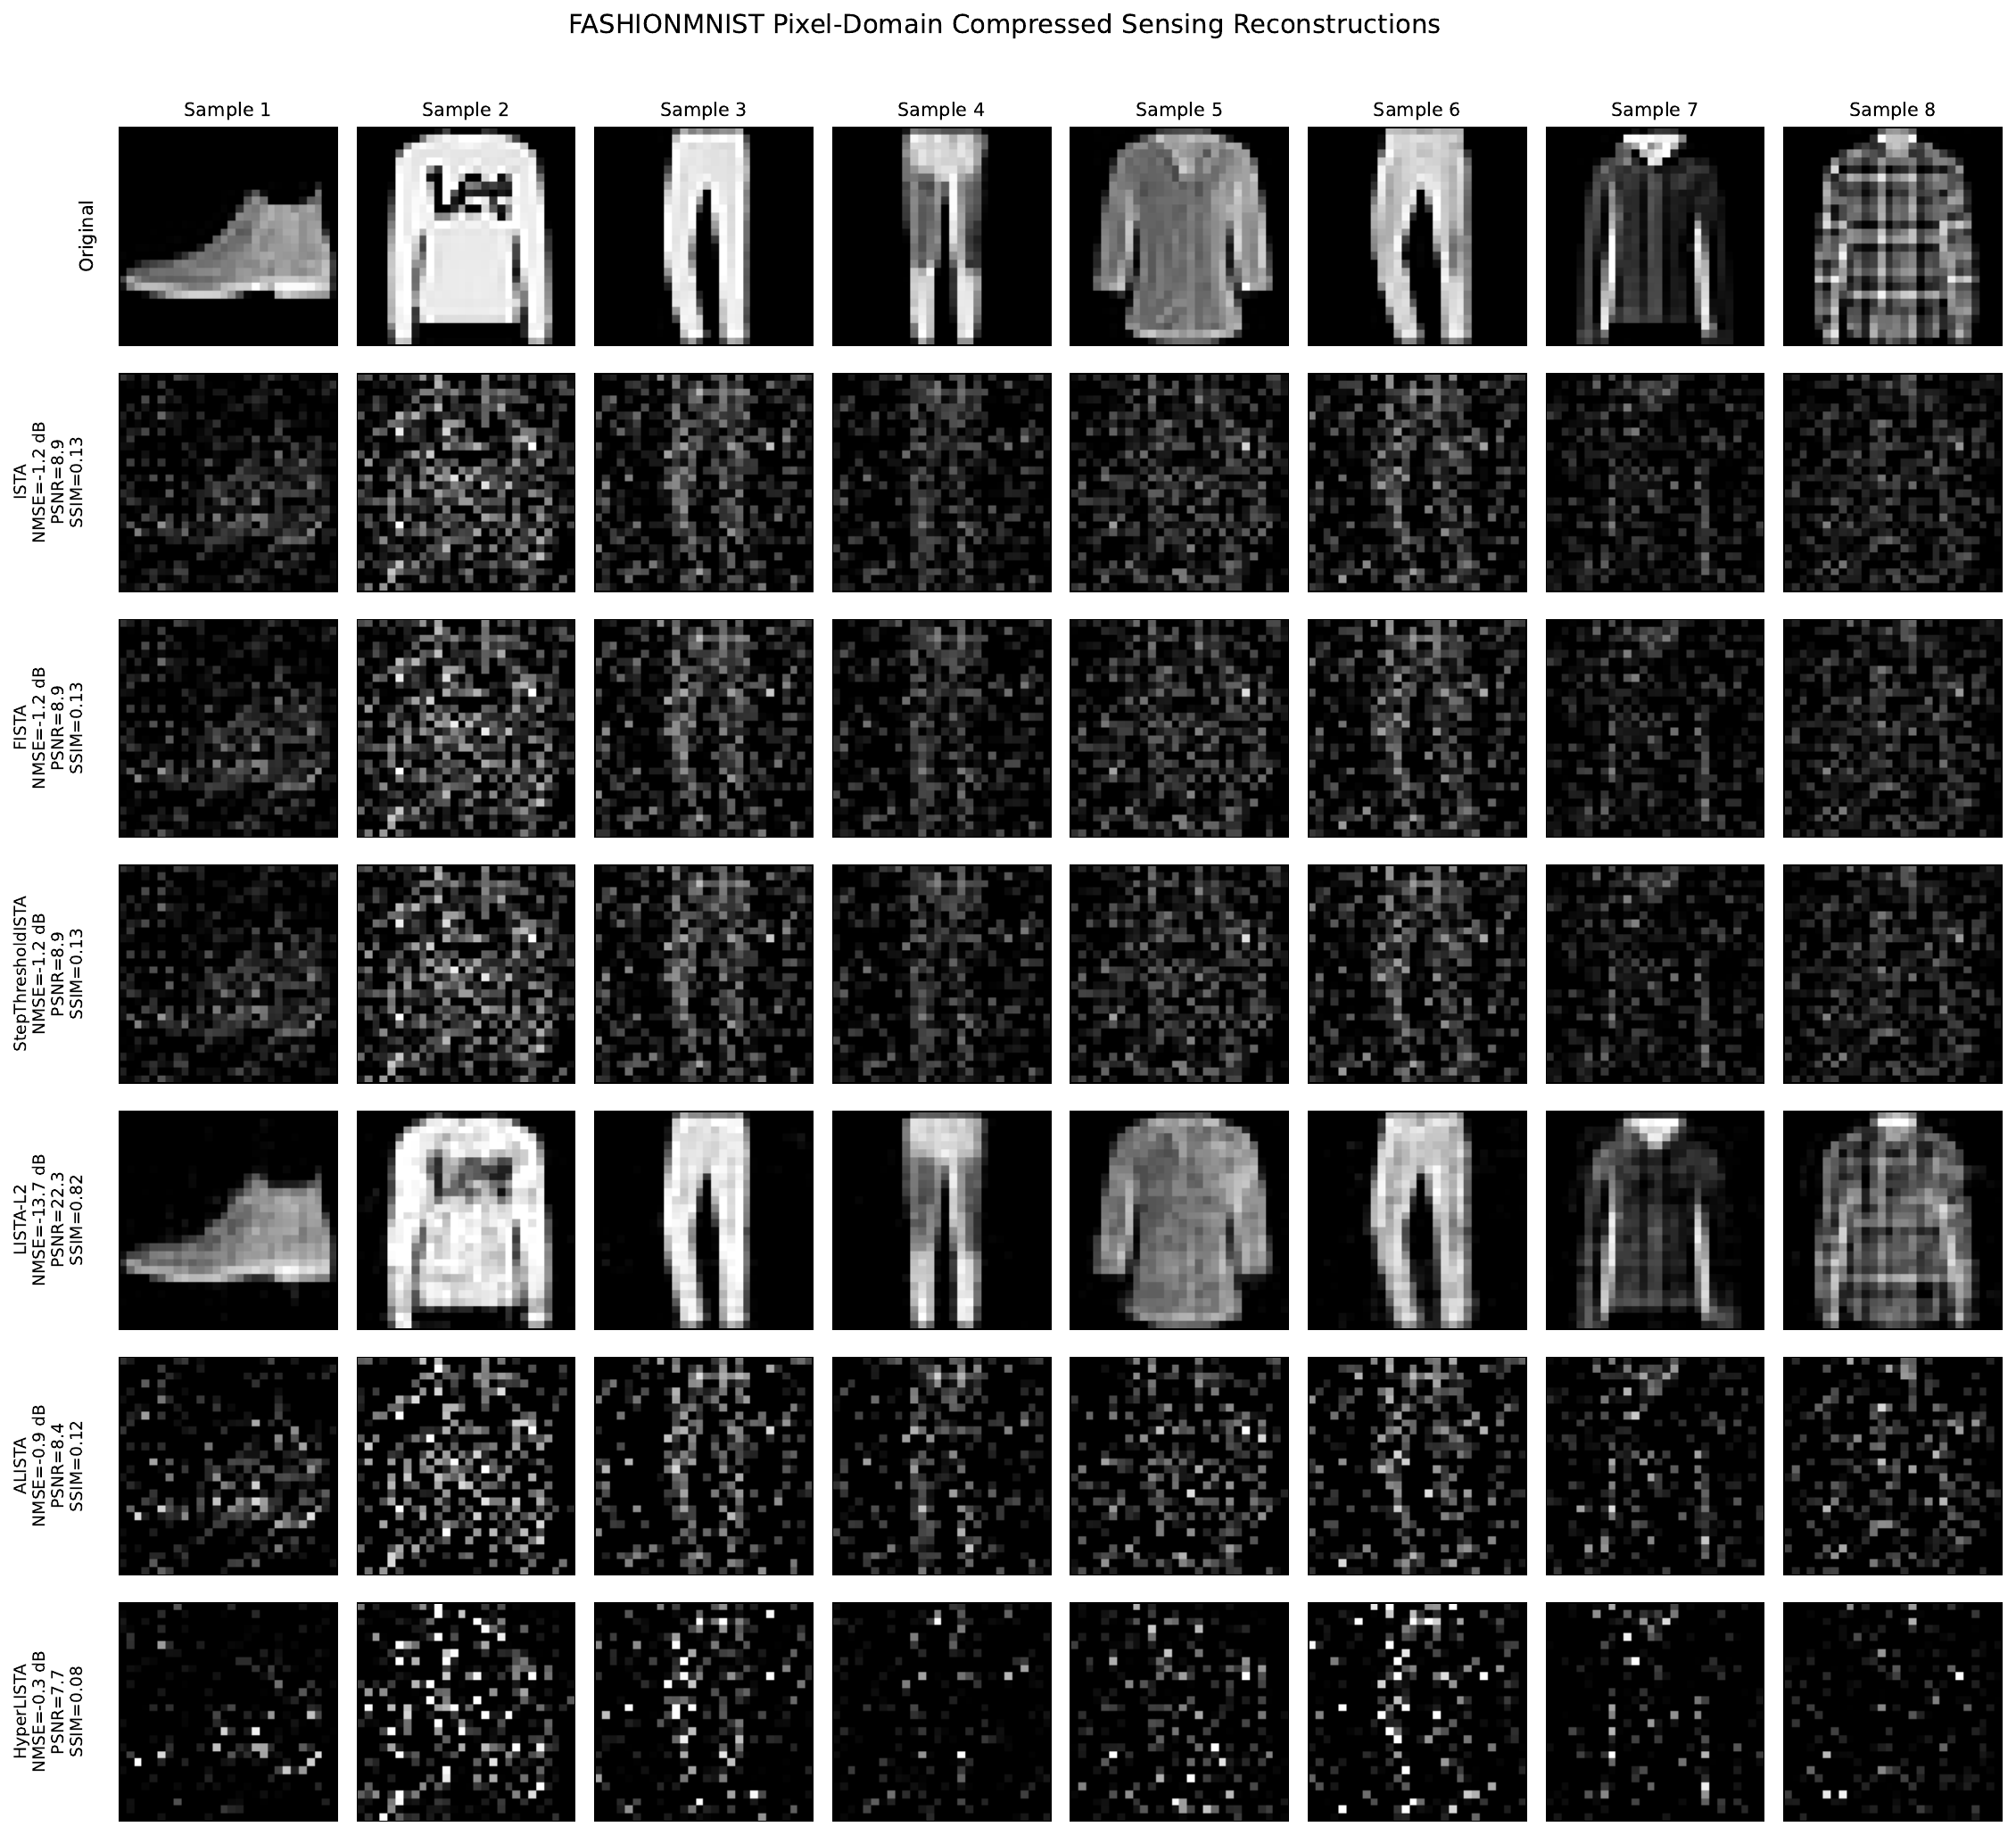 FASHIONMNIST Pixel-Domain Compressed Sensing Reconstructions
Sample 1 Sample 2 Sample 3 Sample 4 Sample 5 Sample 6 Sample 7 Sample 8
Original
ISTA
NMSE=-1.2 dB
PSNR=8.9
SSIM=0.13
FISTA
NMSE=-1.2 dB
PSNR=8.9
SSIM=0.13
StepThresholdISTA
NMSE=-1.2 dB
PSNR=8.9
SSIM=0.13
LISTA-L2
NMSE=-13.7 dB
PSNR=22.3
SSIM=0.82
ALISTA
NMSE=-0.9 dB
PSNR=8.4
SSIM=0.12
HyperLISTA
NMSE=-0.3 dB
PSNR=7.7
SSIM=0.08